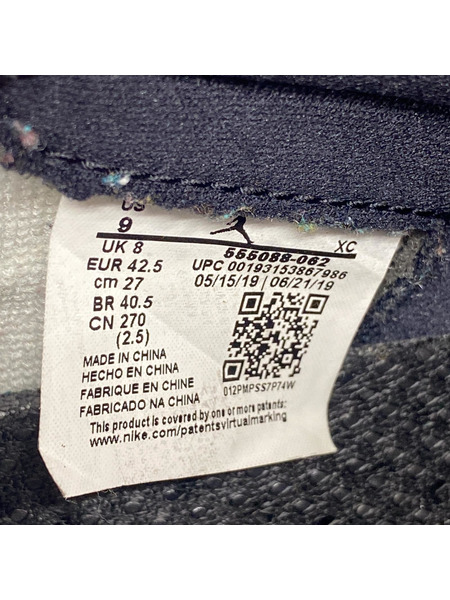 US
9 XC
UK 8 555088-062
EUR 42.5 UPC 00193153867986
cm 27 05/15/19 | 06/21/19
BR 40.5
CN 270
(2.5)
MADE IN CHINA
HECHO EN CHINA
FABRIQUE EN CHINE
FABRICADO NA CHINA
012PMPSS7P74W
This product is covered by one or more patents:
www.nike.com/patentsvirtualmarking